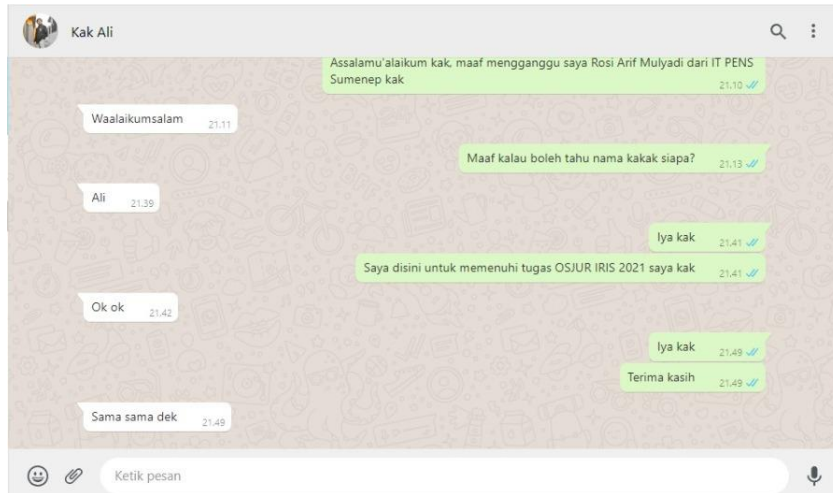 Kak Ali
Assalamu'alaikum kak, maaf mengganggu saya Rosi Arif Mulyadi dari IT PENS
Sumenep kak
21.10
Waalaikumsalam 21.11
Maaf kalau boleh tahu nama kakak siapa? 21.13
Ali 21.39
Iya kak 21.41
Saya disini untuk memenuhi tugas OSJUR IRIS 2021 saya kak 21.41
Ok ok 21.42
Iya kak 21.49
Terima kasih 21.49
Sama sama dek 21.49
Ketik pesan